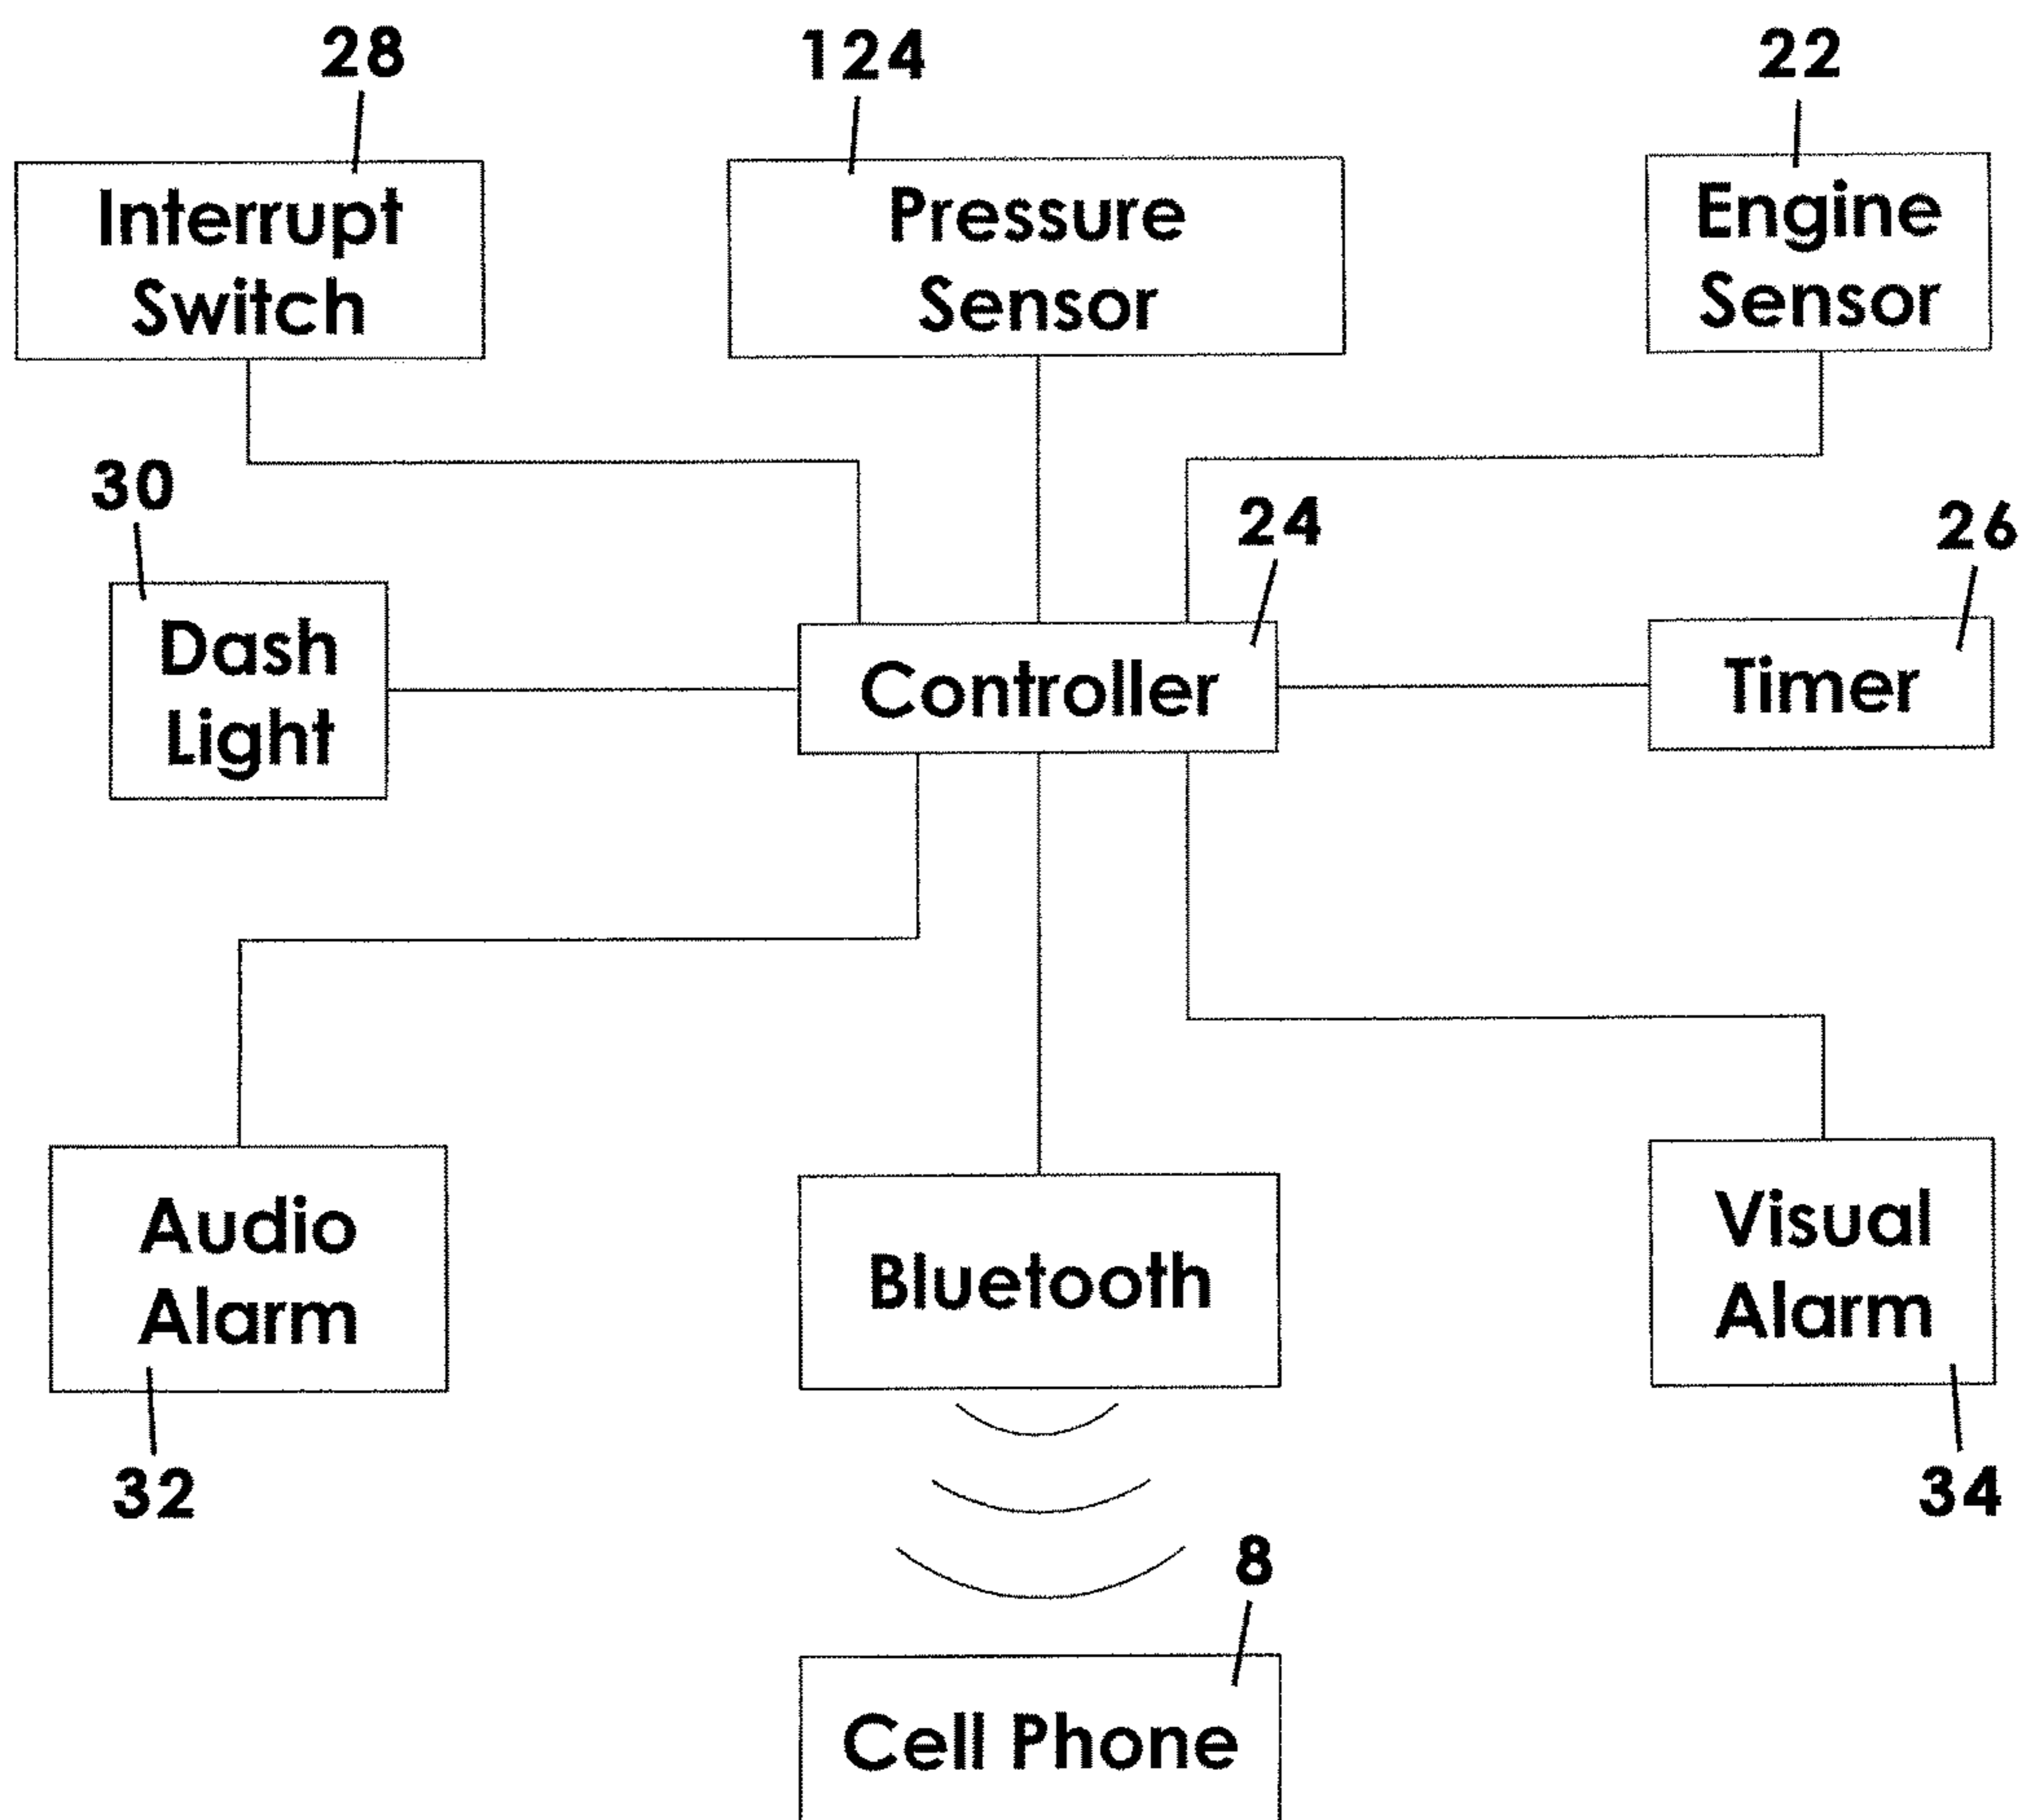 28
124
22
Interrupt
Switch
Pressure
Sensor
Engine
Sensor
30
24
26
Dash
Light
Controller
Timer
Audio
Alarm
Bluetooth
Visual
Alarm
32
34
8
Cell Phone